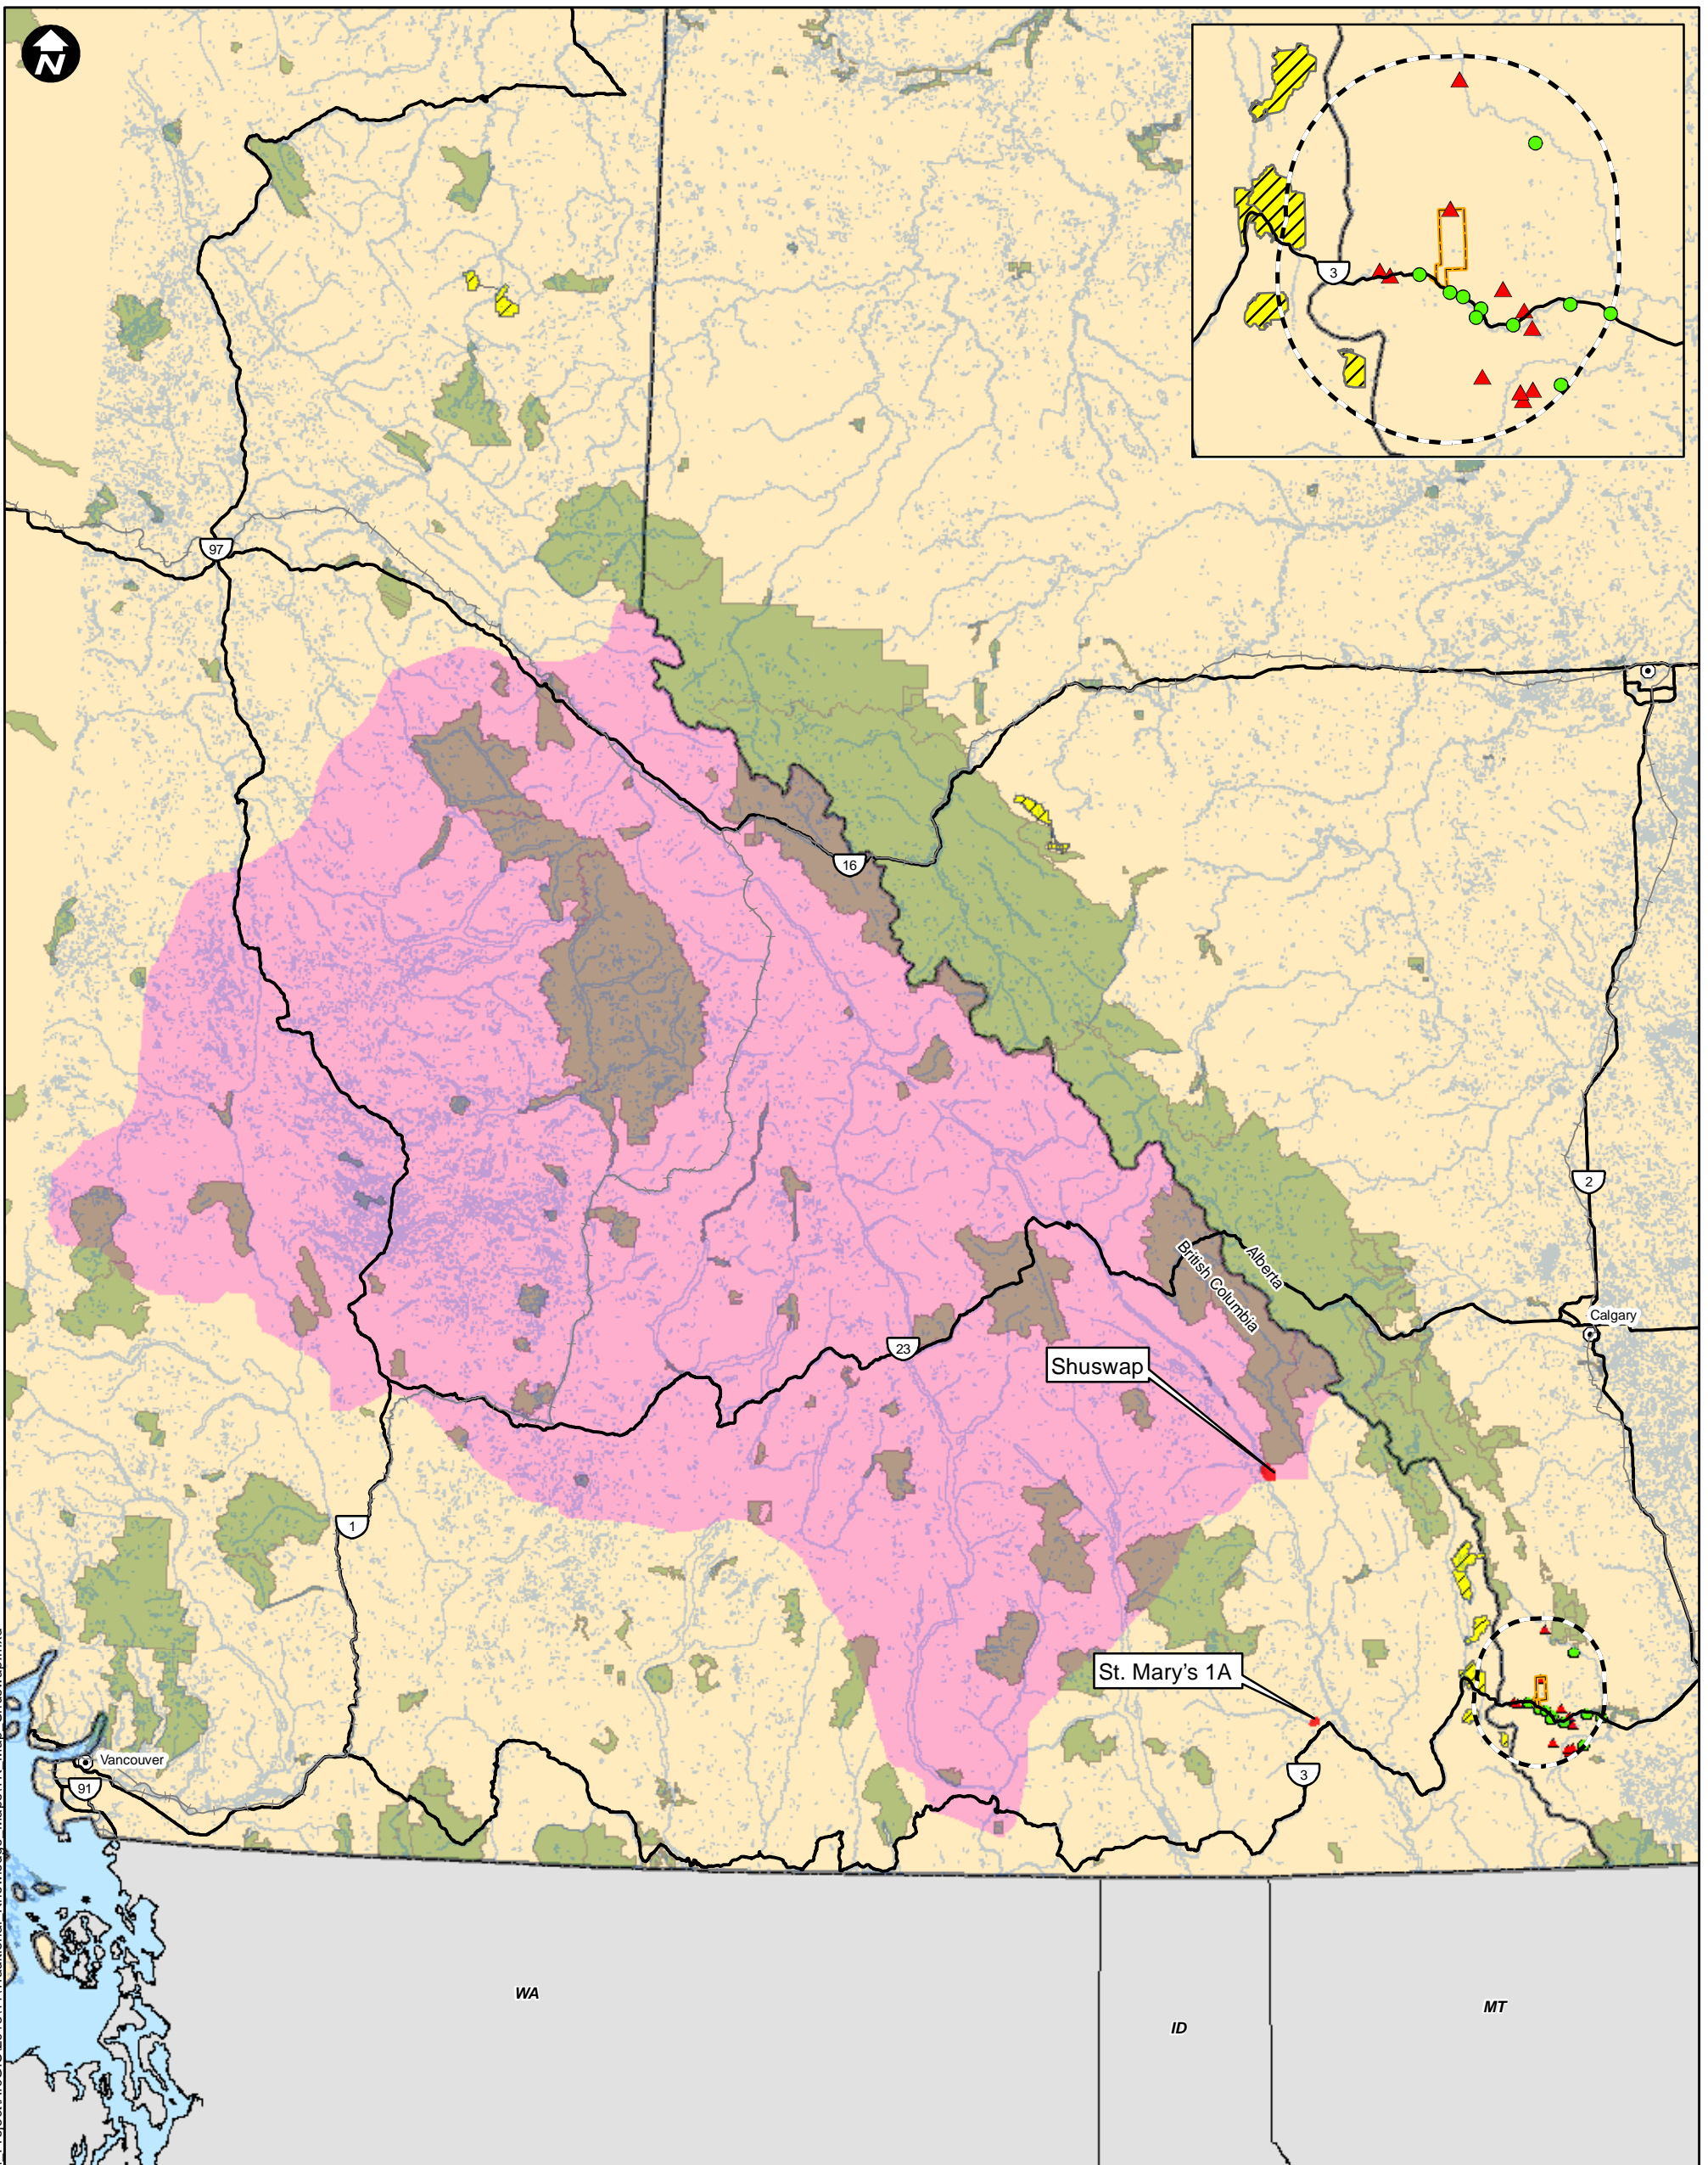 N
3
97
16
2
Alberta
British Columbia
Calgary
23
Shuswap
1
St. Mary's 1A
Vancouver
91
3
WA
ID
MT